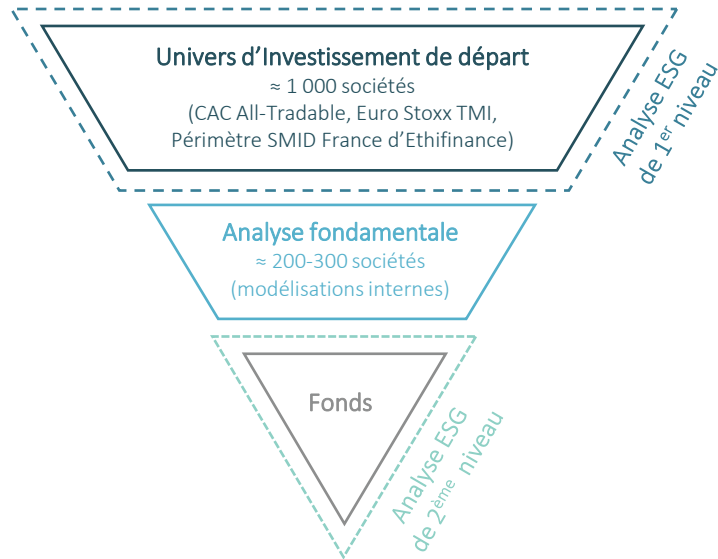 Univers d’Investissement de départ
≈ 1 000 sociétés
(CAC All-Tradable, Euro Stoxx TMI,
Périmètre SMID France d’Ethifinance)
Analyse ESG
de 1er niveau
Analyse fondamentale
≈ 200-300 sociétés
(modélisations internes)
Fonds
Analyse ESG
de 2ème niveau